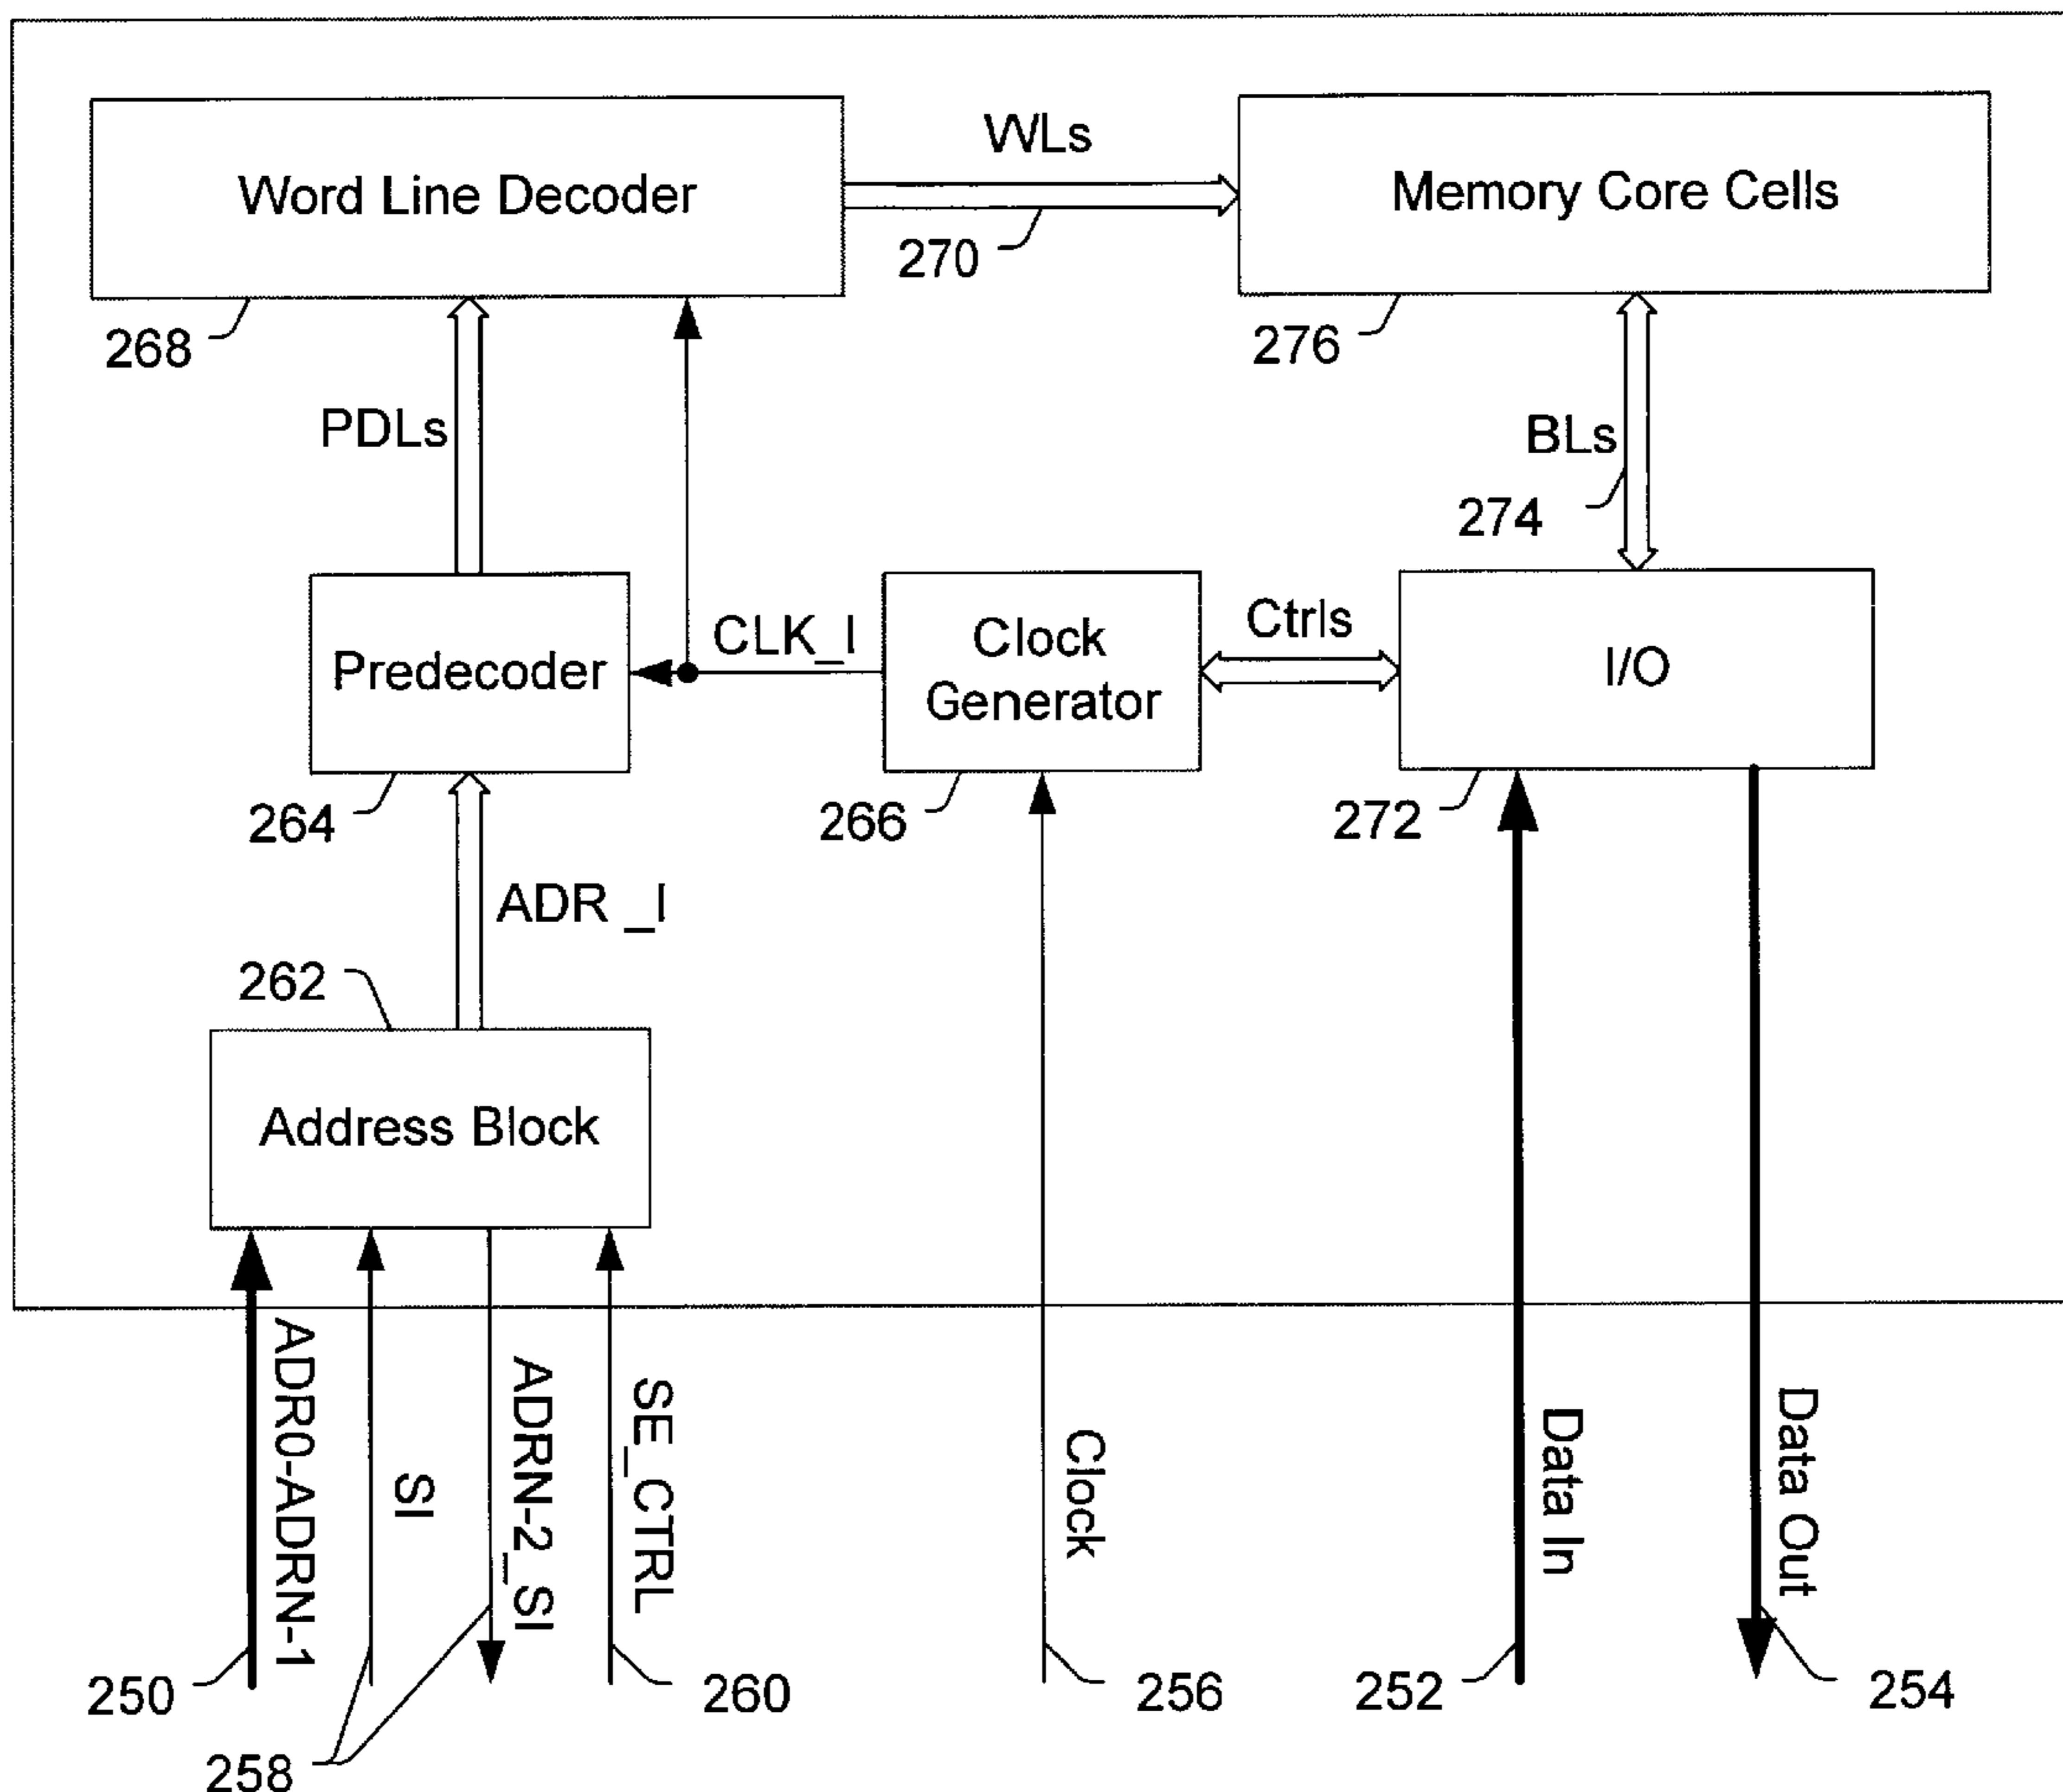 WLs
Word Line Decoder
Memory Core Cells
270
268
276
PDLs
BLs
274
CLK_I
Clock
Generator
Ctrls
I/O
Predecoder
264
266
272
ADR _I
262
Address Block
ADR0-ADRN-1
SI
ADRN-2_SI
SE_CTRL
Clock
Data In
Data Out
250
258
260
256
252
254